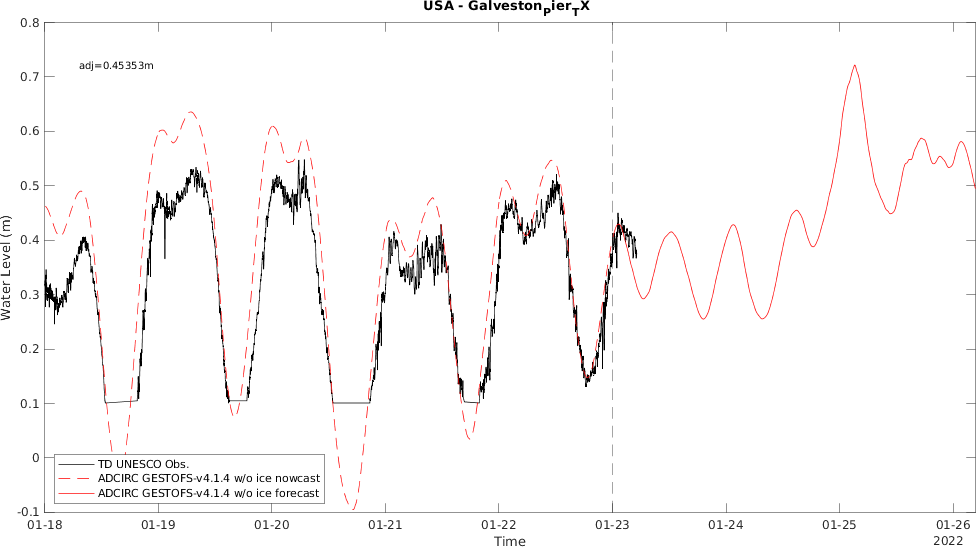 USA - GalvestonPierTX
0.8
adj=0.45353m
0.7
0.6
0.5
0.4
0.3
0.2
0.1
0
-0.1
Water Level (m)
TD UNESCO Obs.
ADCIRC GESTOFS-v4.1.4 w/o ice nowcast
ADCIRC GESTOFS-v4.1.4 w/o ice forecast
01-18 01-19 01-20 01-21 01-22 01-23 01-24 01-25 01-26
Time 2022